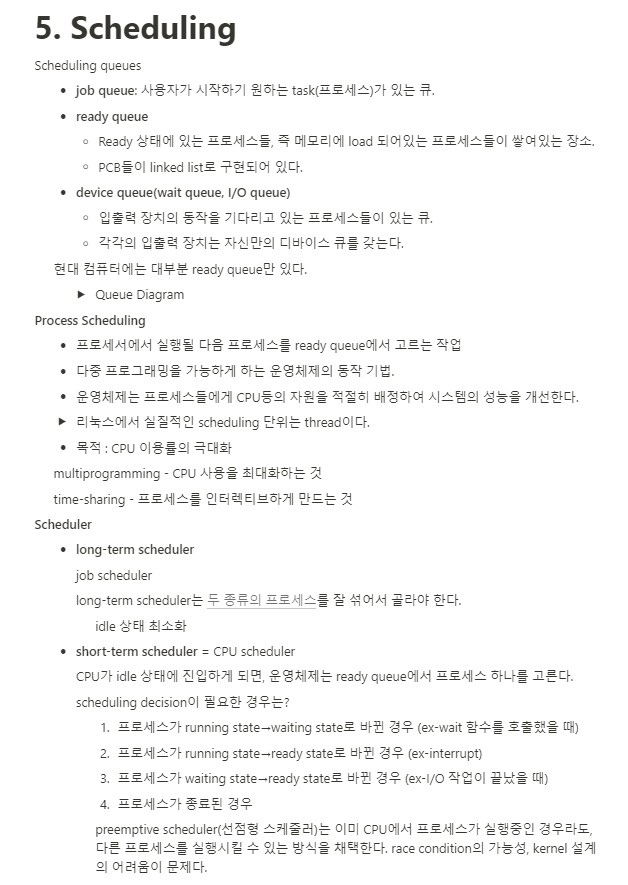 5. Scheduling
Scheduling queues
• job queue: 사용자가 시작하기 원하는 task(프로세스)가 있는 큐.
• ready queue
◦ Ready 상태에 있는 프로세스들, 즉 메모리에 load 되어있는 프로세스들이 쌓여있는 장소.
◦ PCB들이 linked list로 구현되어 있다.
• device queue(wait queue, I/O queue)
◦ 입출력 장치의 동작을 기다리고 있는 프로세스들이 있는 큐.
◦ 각각의 입출력 장치는 자신만의 디바이스 큐를 갖는다.
현대 컴퓨터에는 대부분 ready queue만 있다.
▶ Queue Diagram
Process Scheduling
• 프로세서에서 실행될 다음 프로세스를 ready queue에서 고르는 작업
• 다중 프로그래밍을 가능하게 하는 운영체제의 동작 기법.
• 운영체제는 프로세스들에게 CPU등의 자원을 적절히 배정하여 시스템의 성능을 개선한다.
▶ 리눅스에서 실질적인 scheduling 단위는 thread이다.
• 목적 : CPU 이용률의 극대화
multiprogramming - CPU 사용을 최대화하는 것
time-sharing - 프로세스를 인터렉티브하게 만드는 것
Scheduler
• long-term scheduler
job scheduler
long-term scheduler는 두 종류의 프로세스를 잘 섞어서 골라야 한다.
idle 상태 최소화
• short-term scheduler = CPU scheduler
CPU가 idle 상태에 진입하게 되면, 운영체제는 ready queue에서 프로세스 하나를 고른다.
scheduling decision이 필요한 경우는?
1. 프로세스가 running state→waiting state로 바뀐 경우 (ex-wait 함수를 호출했을 때)
2. 프로세스가 running state→ready state로 바뀐 경우 (ex-interrupt)
3. 프로세스가 waiting state→ready state로 바뀐 경우 (ex-I/O 작업이 끝났을 때)
4. 프로세스가 종료된 경우
preemptive scheduler(선점형 스케줄러)는 이미 CPU에서 프로세스가 실행중인 경우라도,
다른 프로세스를 실행시킬 수 있는 방식을 채택한다. race condition의 가능성, kernel 설계
의 어려움이 문제다.